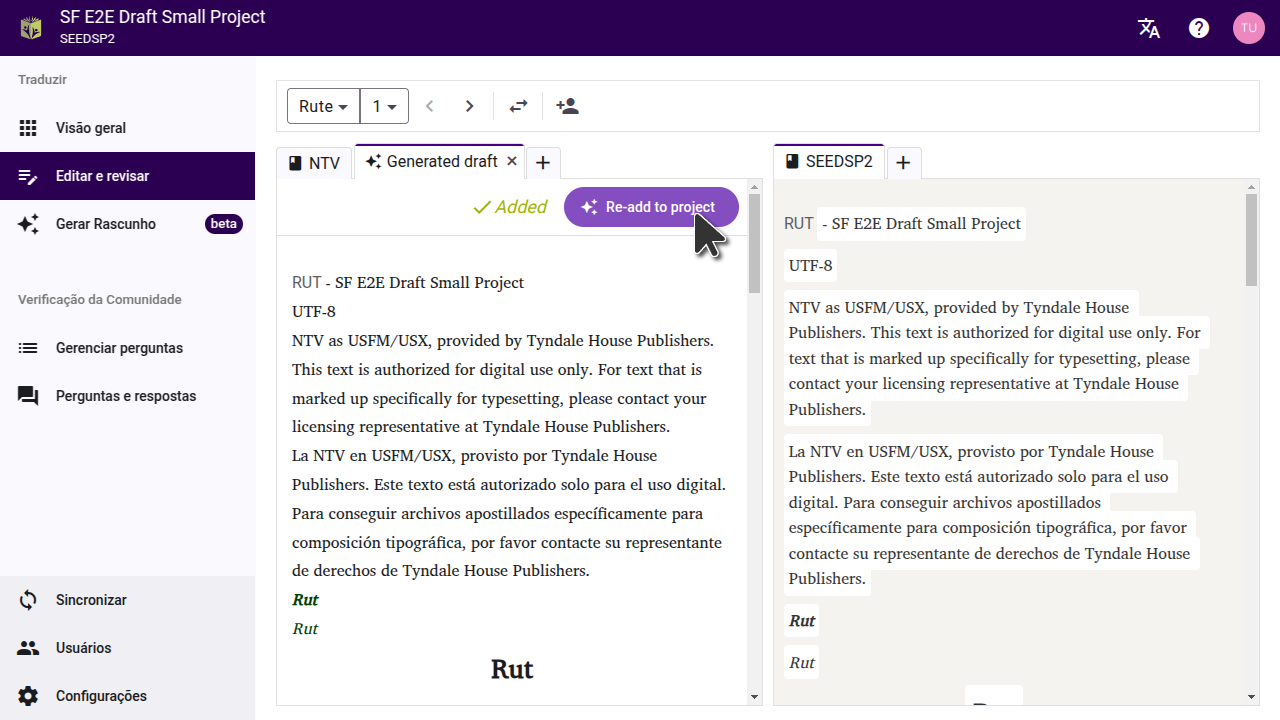 SF E2E Draft Small Project
SEEDSP2
TU
Traduzir
Visão geral
Editar e revisar
Gerar Rascunho beta
Verificação da Comunidade
Gerenciar perguntas
Perguntas e respostas
Sincronizar
Usuários
Configurações
Rute 1
NTV Generated draft
Added Re-add to project
RUT - SF E2E Draft Small Project
UTF-8
NTV as USFM/USX, provided by Tyndale House Publishers.
This text is authorized for digital use only. For text that is
marked up specifically for typesetting, please contact your
licensing representative at Tyndale House Publishers.
La NTV en USFM/USX, provisto por Tyndale House
Publishers. Este texto está autorizado solo para el uso digital.
Para conseguir archivos apostillados específicamente para
composición tipográfica, por favor contacte su representante
de derechos de Tyndale House Publishers.
Rut
Rut
Rut
SEEDSP2
RUT - SF E2E Draft Small Project
UTF-8
NTV as USFM/USX, provided by Tyndale House
Publishers. This text is authorized for digital use only. For
text that is marked up specifically for typesetting, please
contact your licensing representative at Tyndale House
Publishers.
La NTV en USFM/USX, provisto por Tyndale House
Publishers. Este texto está autorizado solo para el uso
digital. Para conseguir archivos apostillados
específicamente para composición tipográfica, por favor
contacte su representante de derechos de Tyndale House
Publishers.
Rut
Rut